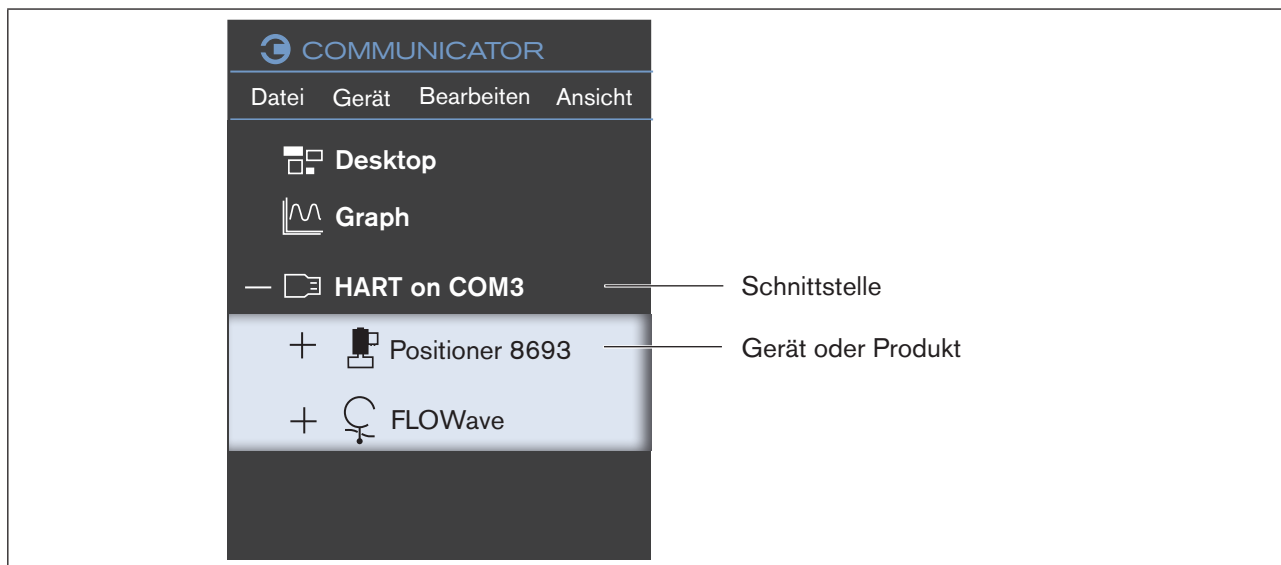 COMMUNICATOR
Datei Gerät Bearbeiten Ansicht
Desktop
Graph
HART on COM3 Schnittstelle
Positioner 8693 Gerät oder Produkt
FLOWave